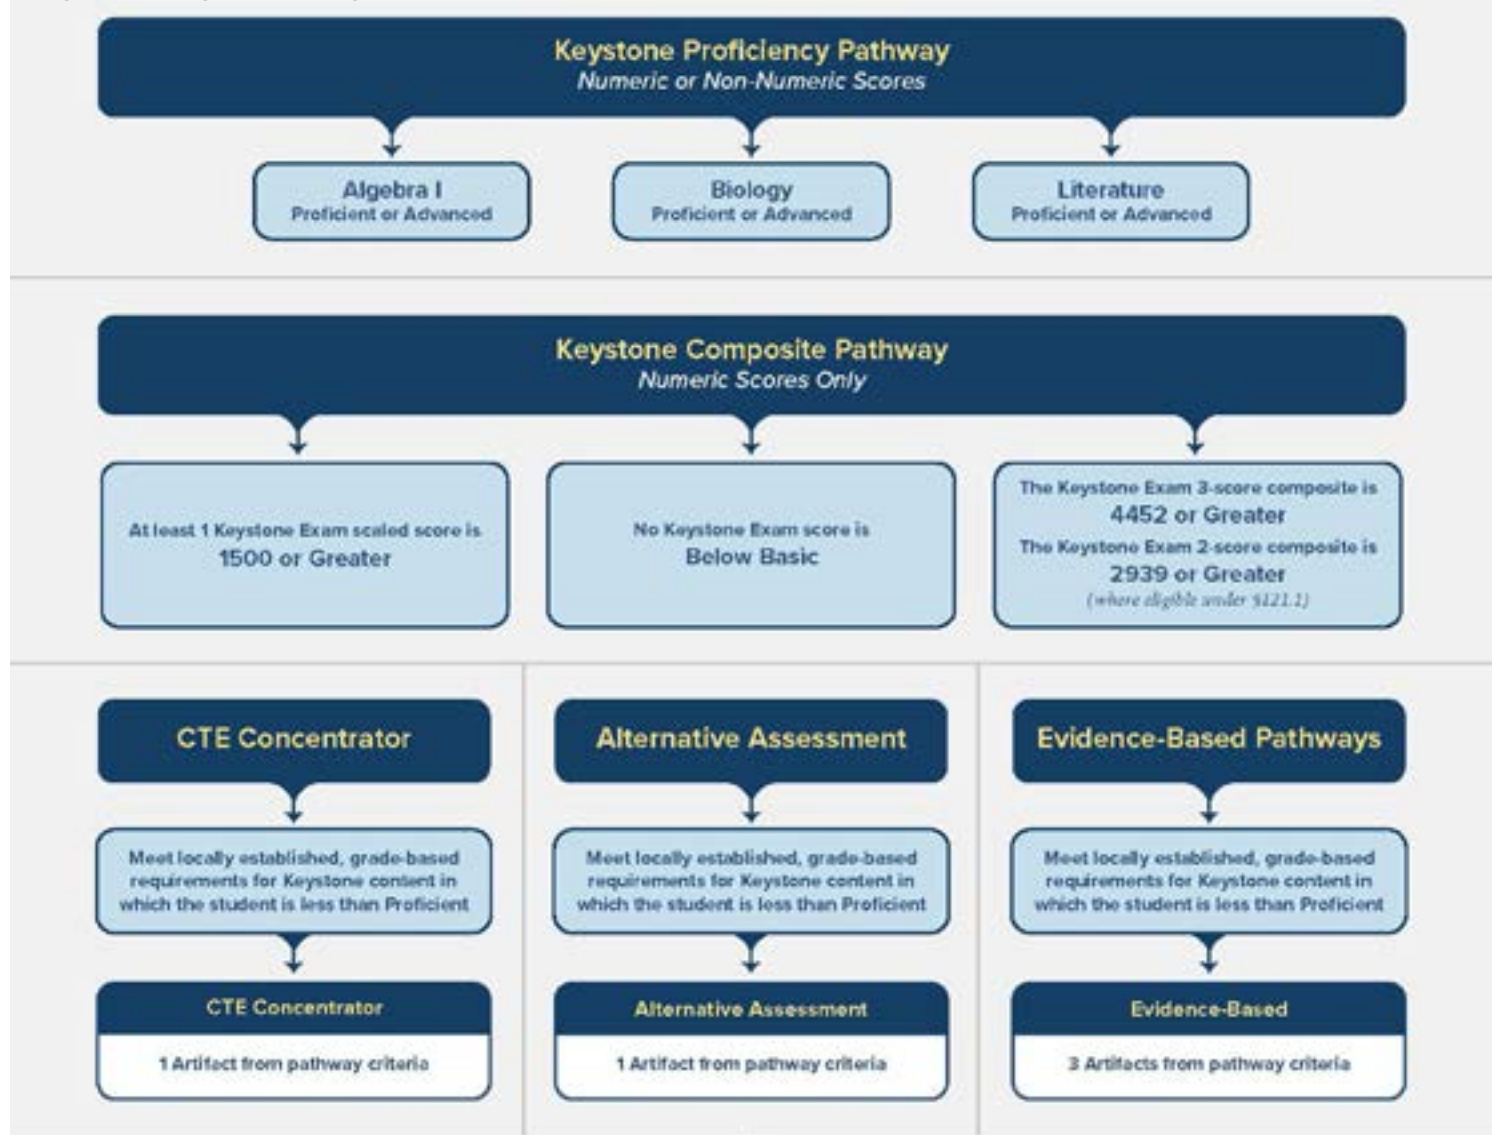 Keystone Proficiency Pathway
Numeric or Non-Numeric Scores
Algebra I
Proficient or Advanced
Biology
Proficient or Advanced
Literature
Proficient or Advanced
Keystone Composite Pathway
Numeric Scores Only
At least 1 Keystone Exam scaled score is
1500 or Greater
No Keystone Exam score is
Below Basic
The Keystone Exam 3-score composite is
4452 or Greater
The Keystone Exam 2-score composite is
2939 or Greater
(where eligible under §121.1)
CTE Concentrator
Meet locally established, grade-based
requirements for Keystone content in
which the student is less than Proficient
CTE Concentrator
1 Artifact from pathway criteria
Alternative Assessment
Meet locally established, grade-based
requirements for Keystone content in
which the student is less than Proficient
Alternative Assessment
1 Artifact from pathway criteria
Evidence-Based Pathways
Meet locally established, grade-based
requirements for Keystone content in
which the student is less than Proficient
Evidence-Based
3 Artifacts from pathway criteria